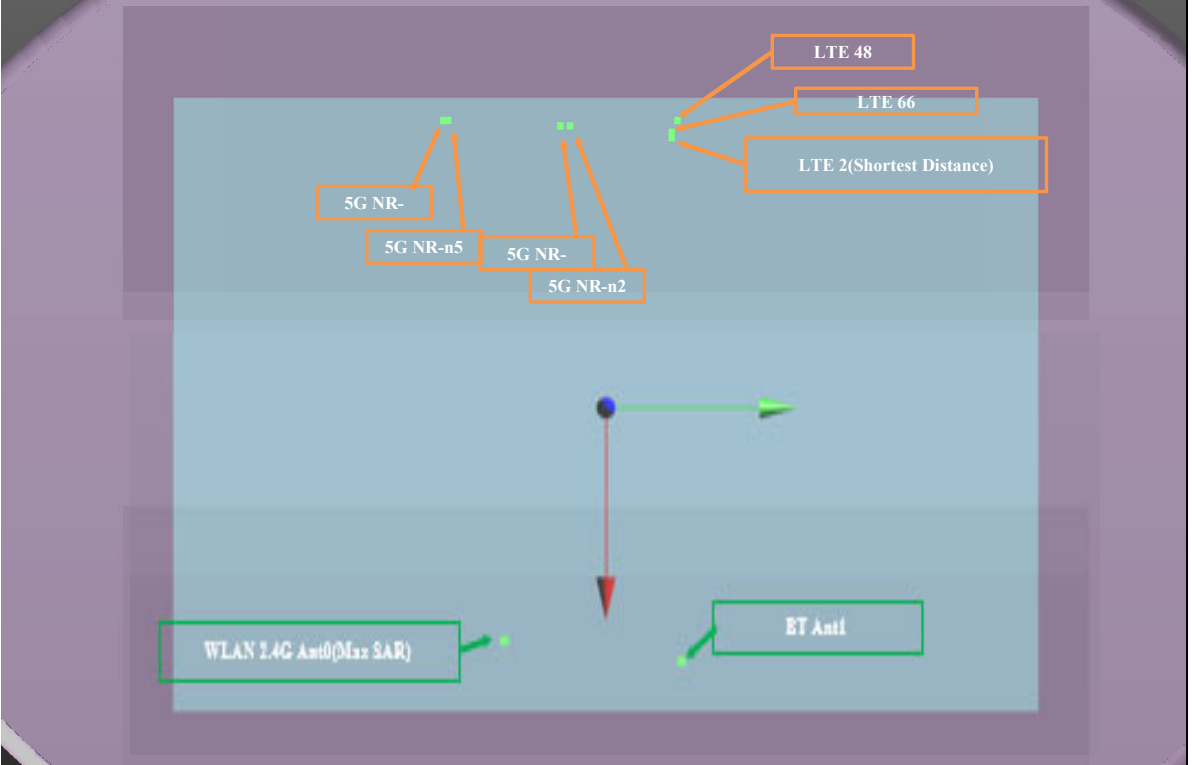 LTE 48
LTE 66
LTE 2(Shortest Distance)
5G NR-
5G NR-n5
5G NR-
5G NR-n2
WLAN 2.4G Ant0(Max SAR)
BT Ant1